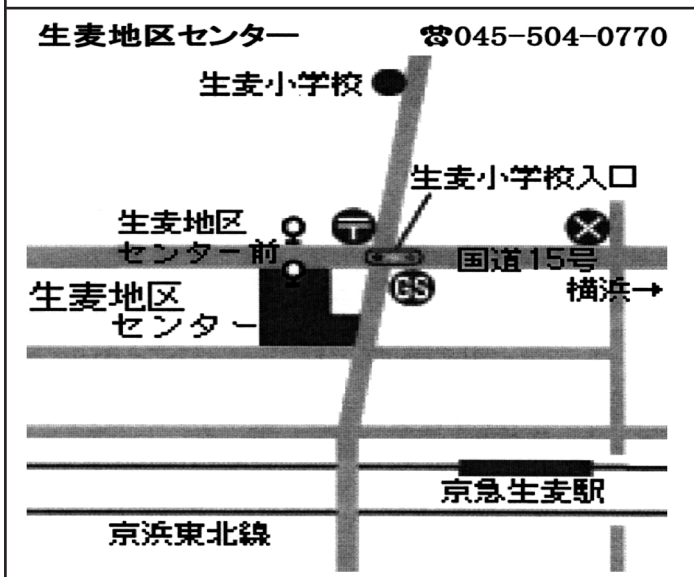 生麦地区センター ☎045-504-0770
生麦小学校
生麦小学校入口
生麦地区
センター前
国道15号
GS
横浜→
生麦地区
センター
京急生麦駅
京浜東北線